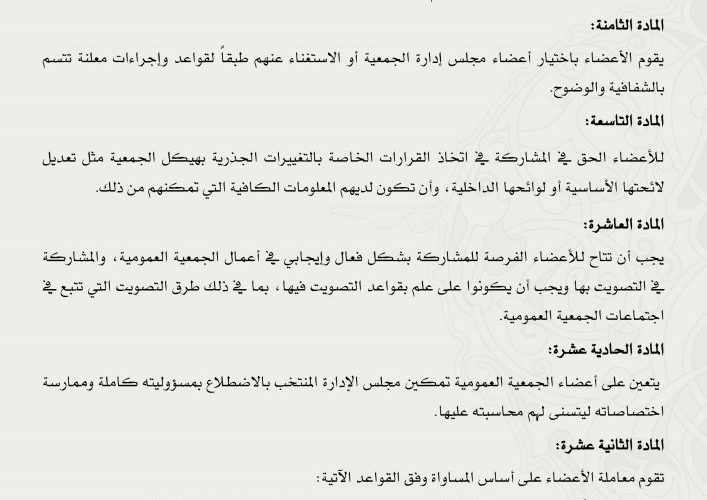 المادة الثامنة:
يقوم الأعضاء باختيار أعضاء مجلس إدارة الجمعية أو الاستغناء عنهم طبقاً لقواعد وإجراءات معلنة تتسم
بالشفافية والوضوح.
المادة التاسعة:
للأعضاء الحق في المشاركة في اتخاذ القرارات الخاصة بالتغييرات الجذرية بهيكل الجمعية مثل تعديل
لائحتها الأساسية أو لوائحها الداخلية، وأن تكون لديهم المعلومات الكافية التي تمكنهم من ذلك.
المادة العاشرة:
يجب أن تتاح للأعضاء الفرصة للمشاركة بشكل فعال وإيجابي في أعمال الجمعية العمومية، والمشاركة
في التصويت بها ويجب أن يكونوا على علم بقواعد التصويت فيها، بما في ذلك طرق التصويت التي تتبع في
اجتماعات الجمعية العمومية.
المادة الحادية عشرة:
يتعين على أعضاء الجمعية العمومية تمكين مجلس الإدارة المنتخب بالاضطلاع بمسؤوليته كاملة وممارسة
اختصاصاته ليتسنى لهم محاسبته عليها.
المادة الثانية عشرة:
تقوم معاملة الأعضاء على أساس المساواة وفق القواعد الآتية: